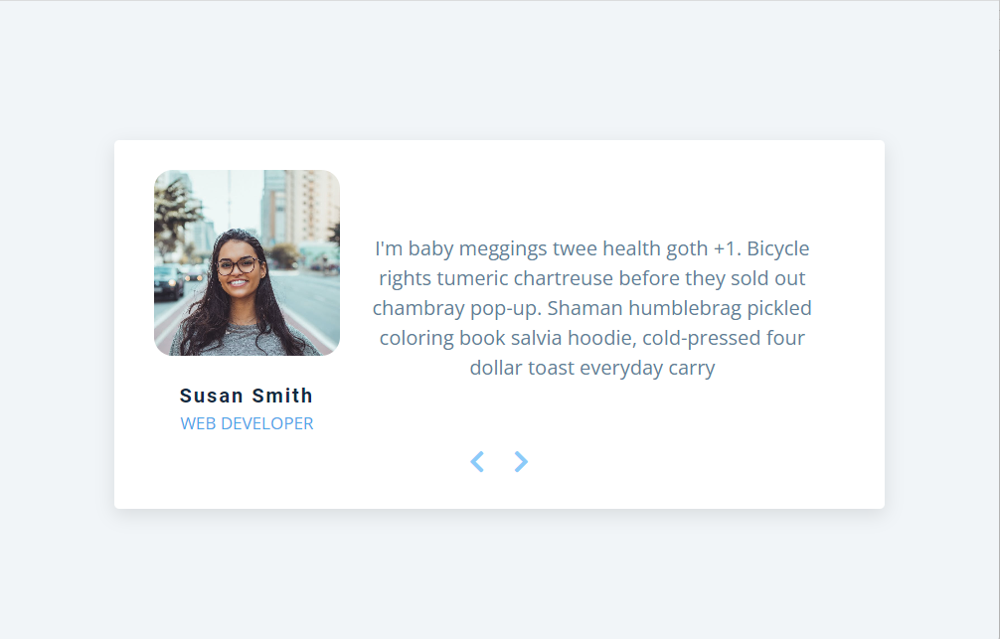 I'm baby meggings twee health goth +1. Bicycle
rights tumeric chartreuse before they sold out
chambray pop-up. Shaman humblebrag pickled
coloring book salvia hoodie, cold-pressed four
dollar toast everyday carry
Susan Smith
WEB DEVELOPER